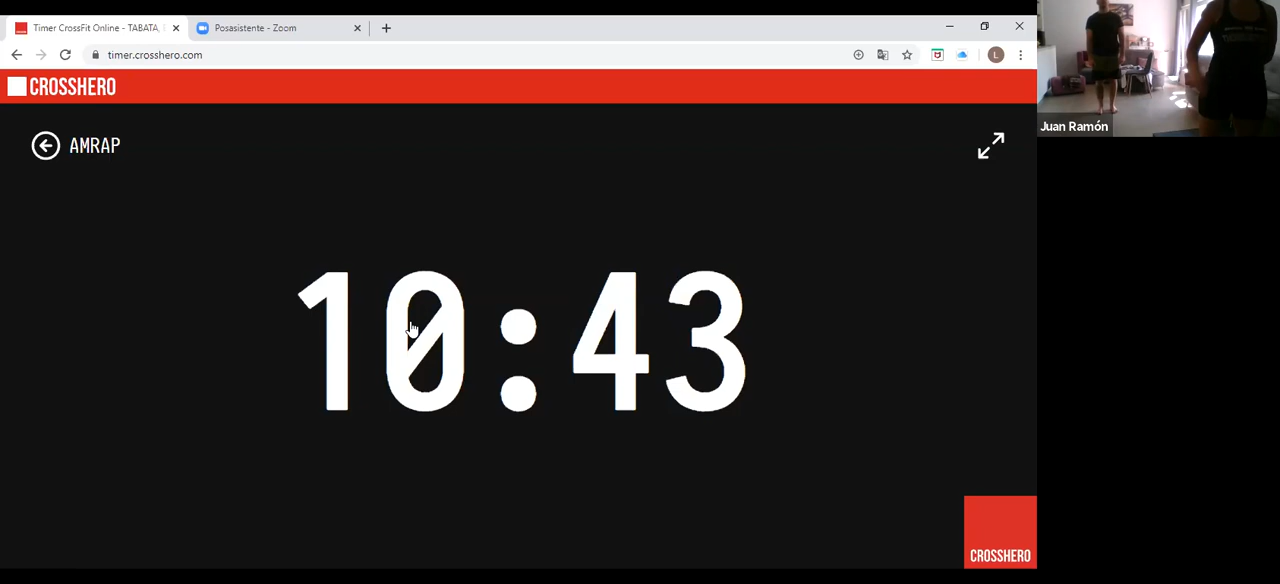 Timer CrossFit Online - TABATA,
Posasistente - Zoom
timer.crosshero.com
L
CROSSHERO
AMRAP
10:43
Juan Ramón
CROSSHERO